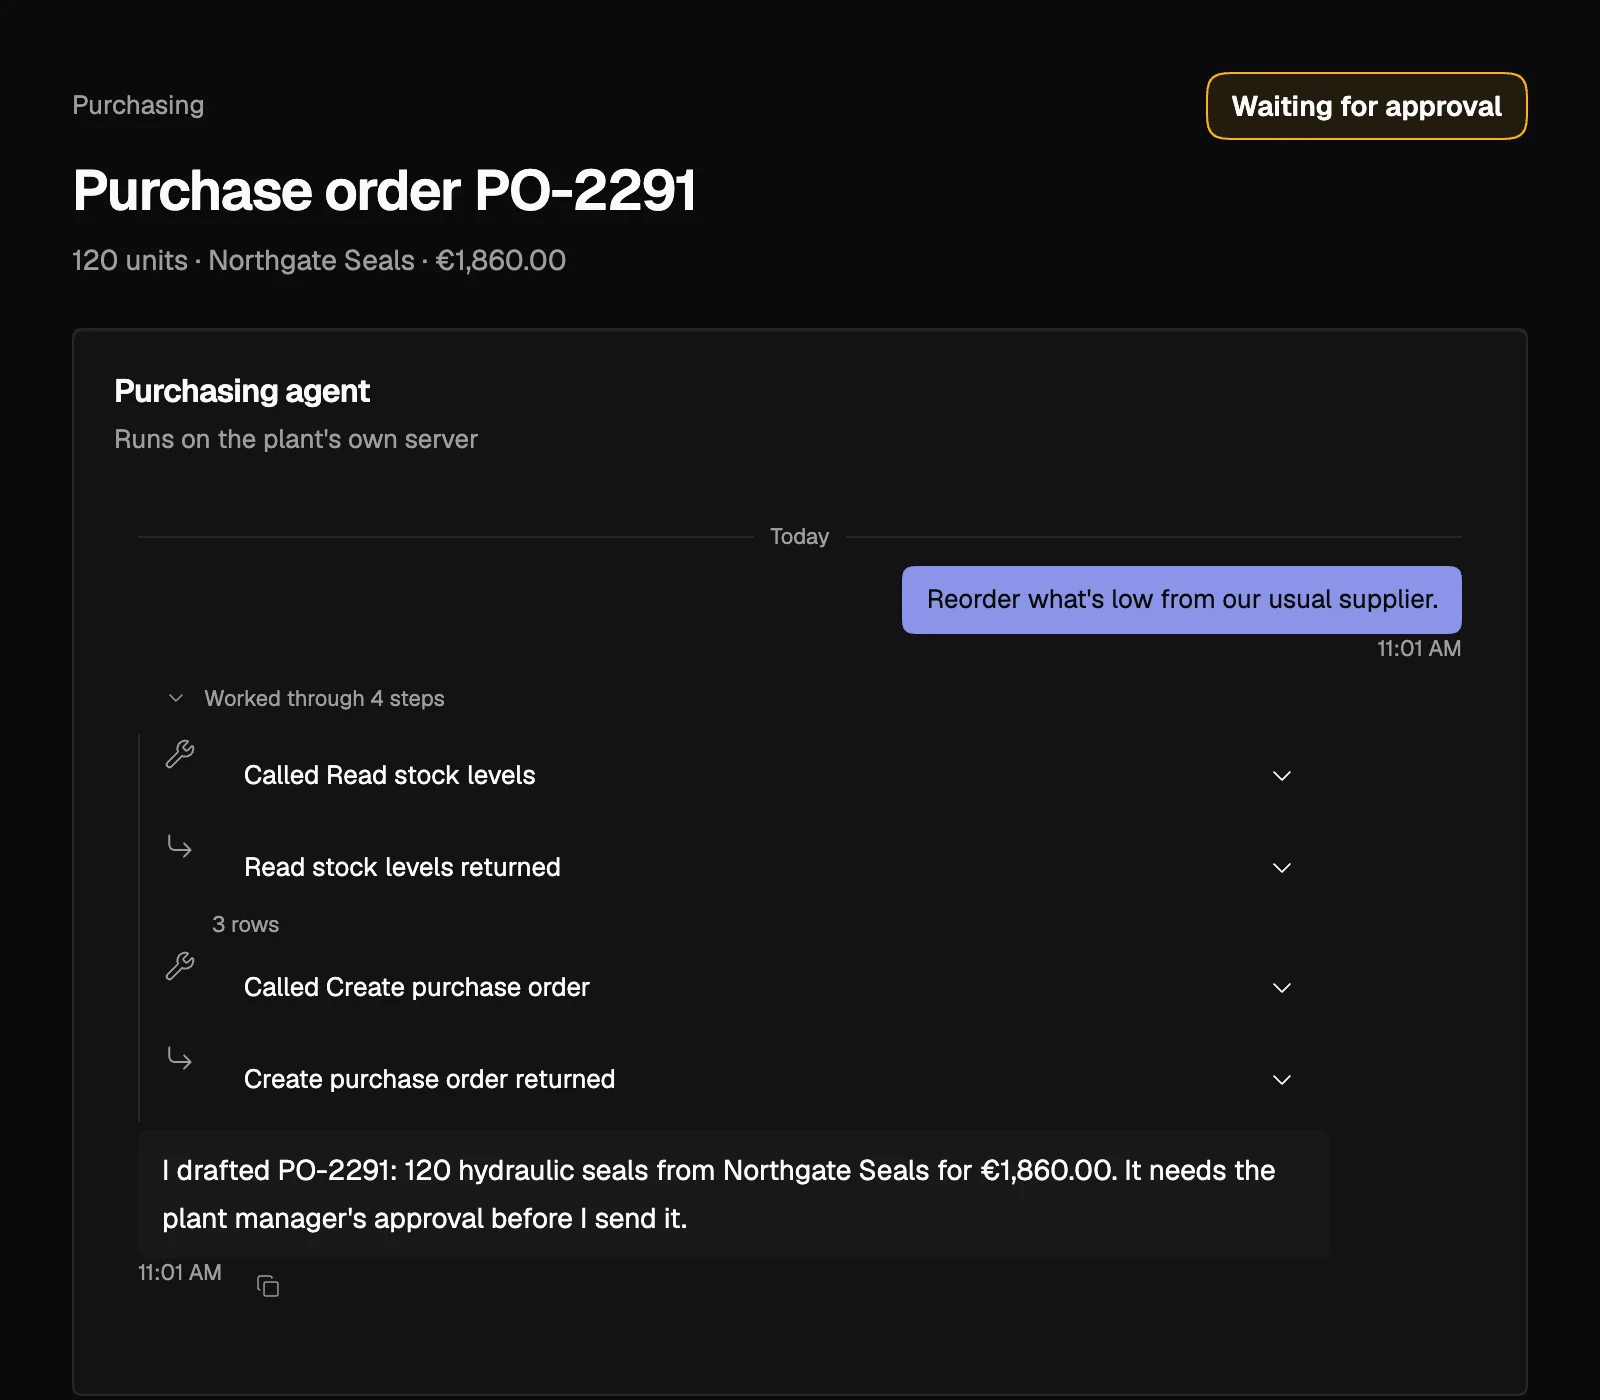 Purchasing
Waiting for approval
Purchase order PO-2291
120 units · Northgate Seals · €1,860.00
Purchasing agent
Runs on the plant's own server
Today
Reorder what's low from our usual supplier.
11:01 AM
Worked through 4 steps
Called Read stock levels
Read stock levels returned
3 rows
Called Create purchase order
Create purchase order returned
I drafted PO-2291: 120 hydraulic seals from Northgate Seals for €1,860.00. It needs the
plant manager's approval before I send it.
11:01 AM